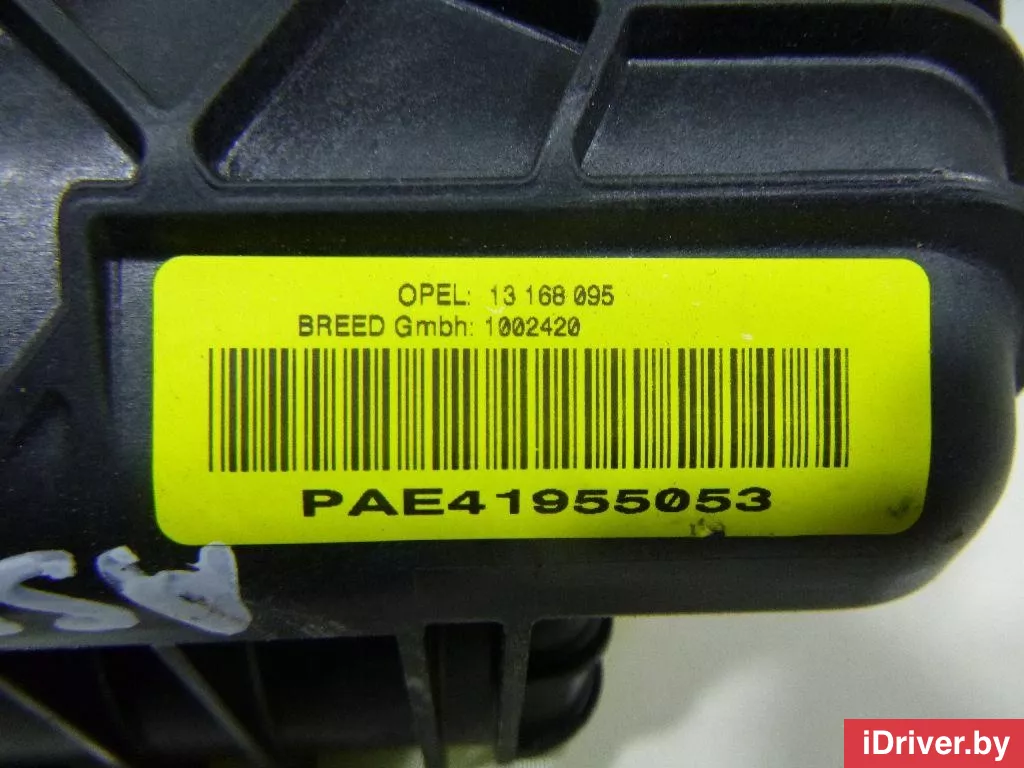 OPEL: 13 168 095
BREED Gmbh: 1002420
PAE41955053
iDriver.by